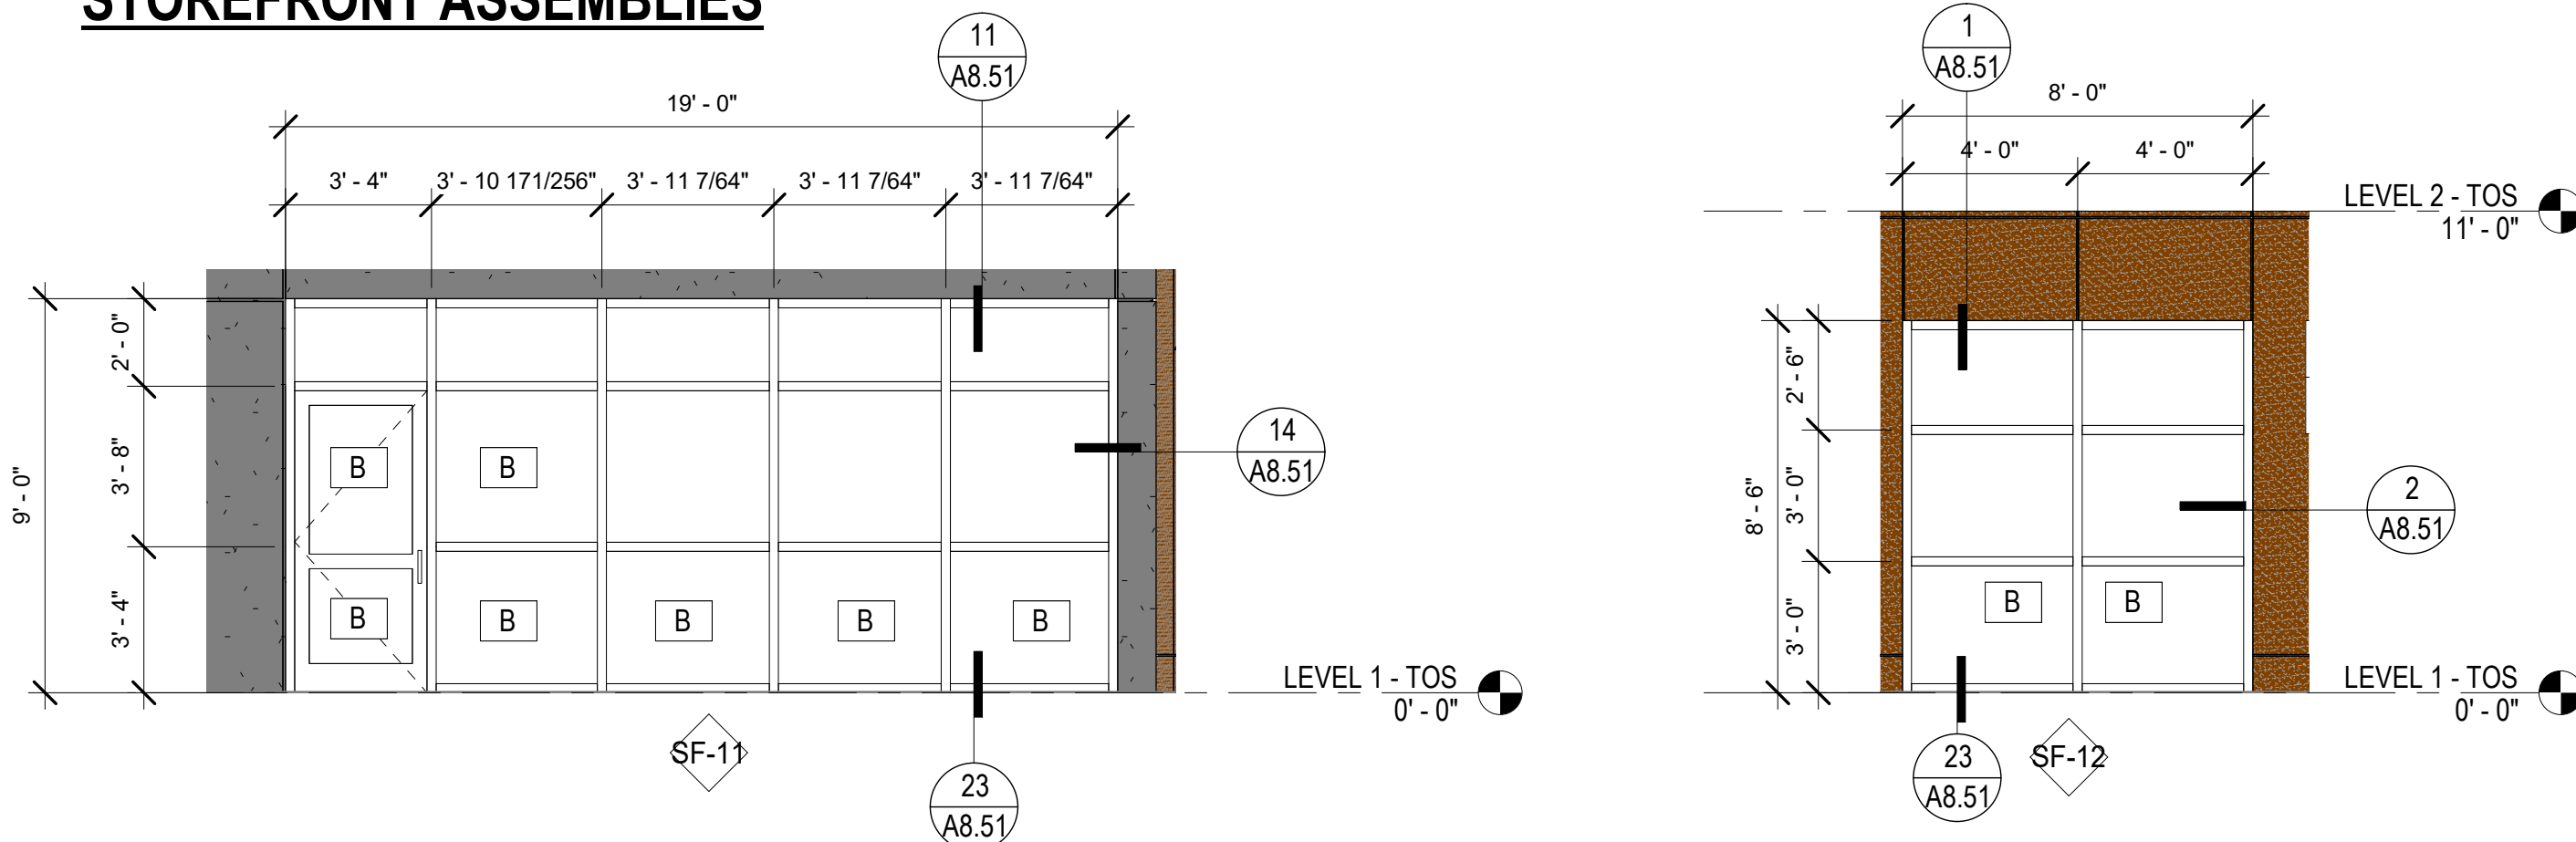 STOREFRONT ASSEMBLIES
11
A8.51
19' - 0"
3' - 4"
3' - 10 171/256"
3' - 11 7/64"
3' - 11 7/64"
3' - 11 7/64"
9' - 0"
2' - 0"
3' - 8"
3' - 4"
B
B
B
B
B
B
B
14
A8.51
LEVEL 1 - TOS
0' - 0"
SF-11
23
A8.51
1
A8.51
8' - 0"
4' - 0"
4' - 0"
LEVEL 2 - TOS
11' - 0"
8' - 6"
2' - 6"
3' - 0"
3' - 0"
B
B
2
A8.51
LEVEL 1 - TOS
0' - 0"
23
A8.51
SF-12